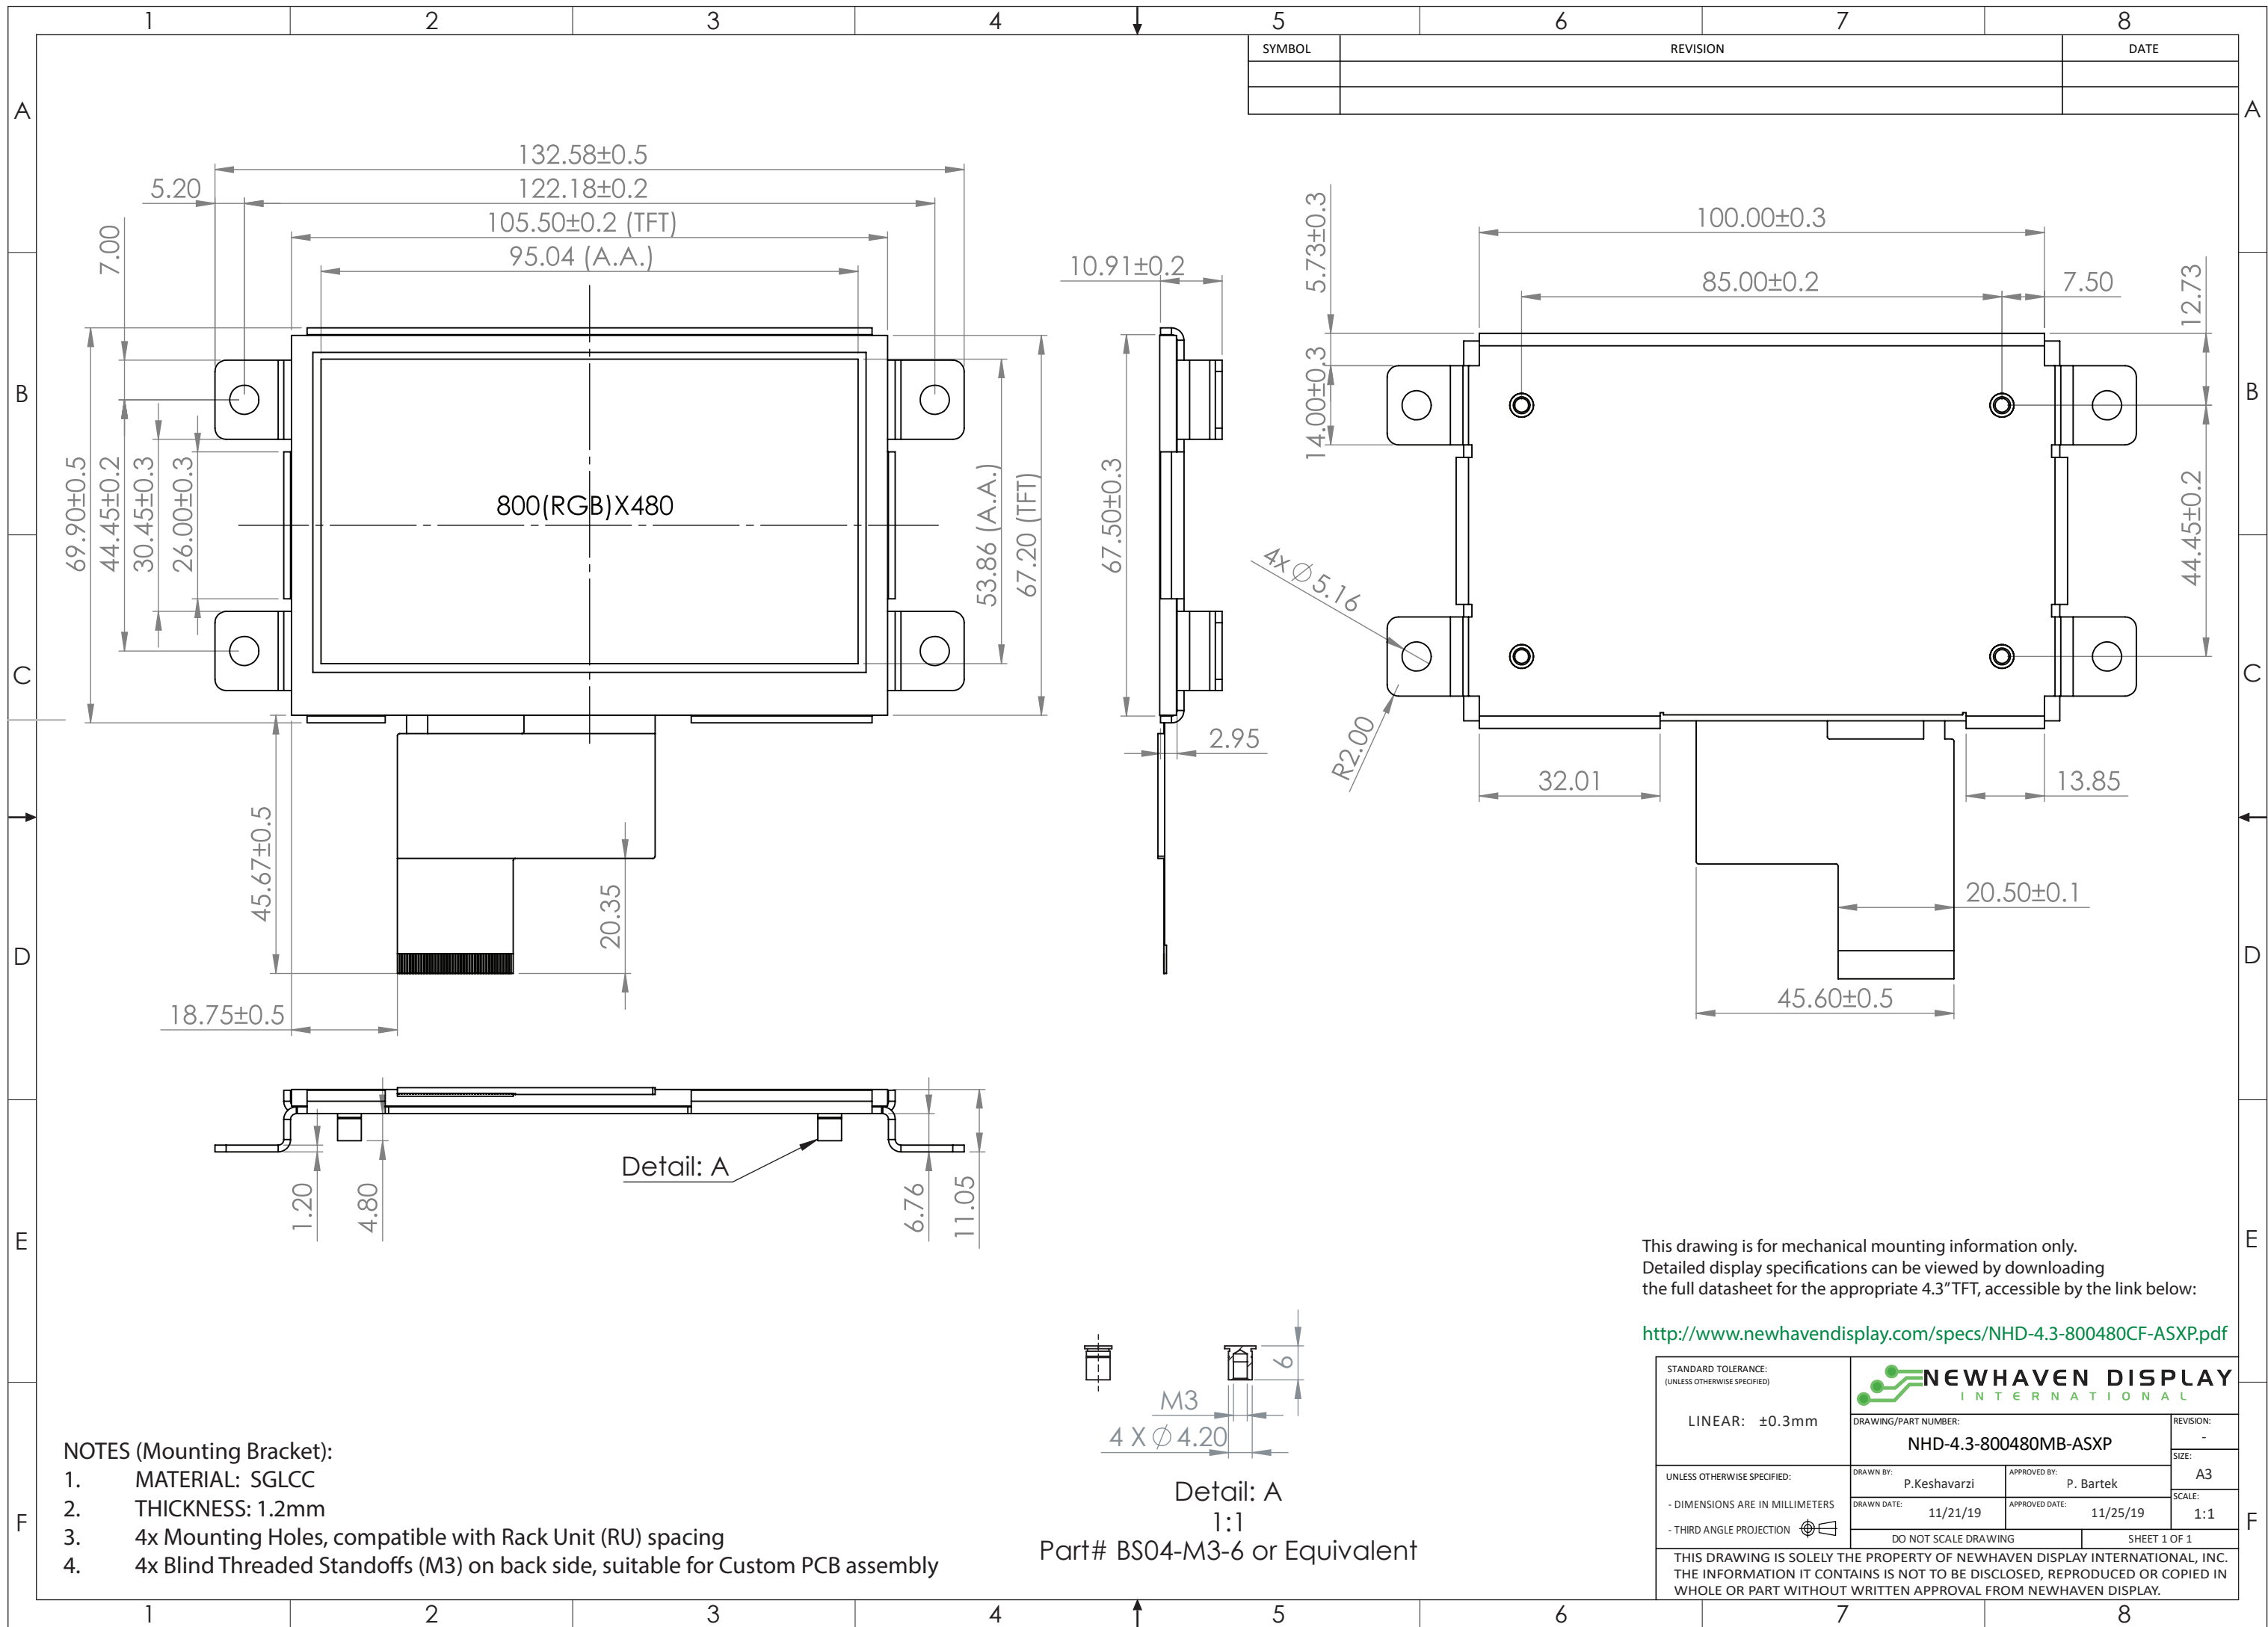 1 2 3 4 5 6 7 8
A
B
C
D
E
F
SYMBOL REVISION DATE
132.58±0.5
5.20 122.18±0.2
105.50±0.2 (TFT)
95.04 (A.A.)
7.00
69.90±0.5
44.45±0.2
30.45±0.3
26.00±0.3
800(RGB)X480
53.86 (A.A.)
67.20 (TFT)
45.67±0.5
20.35
18.75±0.5
10.91±0.2
67.50±0.3
2.95
5.73±0.3
14.00±0.3
100.00±0.3
85.00±0.2 7.50
12.73
44.45±0.2
4x Ø 5.16
R2.00
32.01 13.85
20.50±0.1
45.60±0.5
1.20
4.80
Detail: A
6.76
11.05
6
M3
4 X Ø 4.20
Detail: A
1:1
Part# BS04-M3-6 or Equivalent
NOTES (Mounting Bracket):
1. MATERIAL: SGLCC
2. THICKNESS: 1.2mm
3. 4x Mounting Holes, compatible with Rack Unit (RU) spacing
4. 4x Blind Threaded Standoffs (M3) on back side, suitable for Custom PCB assembly
This drawing is for mechanical mounting information only.
Detailed display specifications can be viewed by downloading
the full datasheet for the appropriate 4.3” TFT, accessible by the link below:
http://www.newhavendisplay.com/specs/NHD-4.3-800480CF-ASXP.pdf
STANDARD TOLERANCE:
(UNLESS OTHERWISE SPECIFIED)
LINEAR: ±0.3mm
NEWHAVEN DISPLAY
INTERNATIONAL
DRAWING/PART NUMBER:
NHD-4.3-800480MB-ASXP
REVISION:
-
SIZE:
A3
UNLESS OTHERWISE SPECIFIED:
- DIMENSIONS ARE IN MILLIMETERS
- THIRD ANGLE PROJECTION
DRAWN BY:
P.Keshavarzi
APPROVED BY:
P. Bartek
DRAWN DATE:
11/21/19
APPROVED DATE:
11/25/19
SCALE:
1:1
DO NOT SCALE DRAWING
SHEET 1 OF 1
THIS DRAWING IS SOLELY THE PROPERTY OF NEWHAVEN DISPLAY INTERNATIONAL, INC.
THE INFORMATION IT CONTAINS IS NOT TO BE DISCLOSED, REPRODUCED OR COPIED IN
WHOLE OR PART WITHOUT WRITTEN APPROVAL FROM NEWHAVEN DISPLAY.
A
B
C
D
E
F
1 2 3 4 5 6 7 8